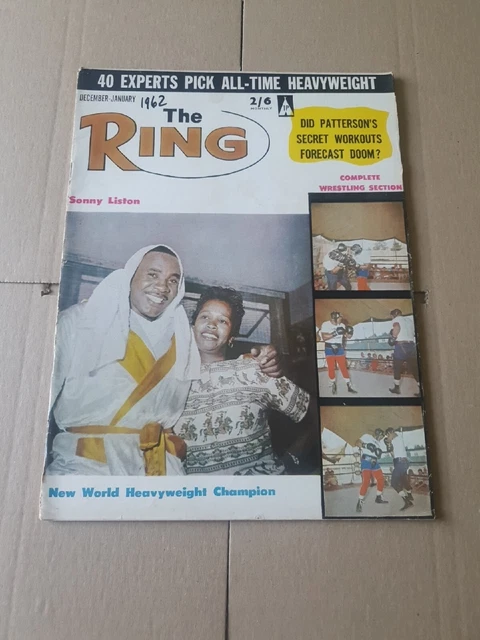 40 EXPERTS PICK ALL-TIME HEAVYWEIGHT
DECEMBER-JANUARY 1962
2/6
The
RING
DID PATTERSON'S
SECRET WORKOUTS
FORECAST DOOM?
COMPLETE
WRESTLING SECTION
Sonny Liston
New World Heavyweight Champion